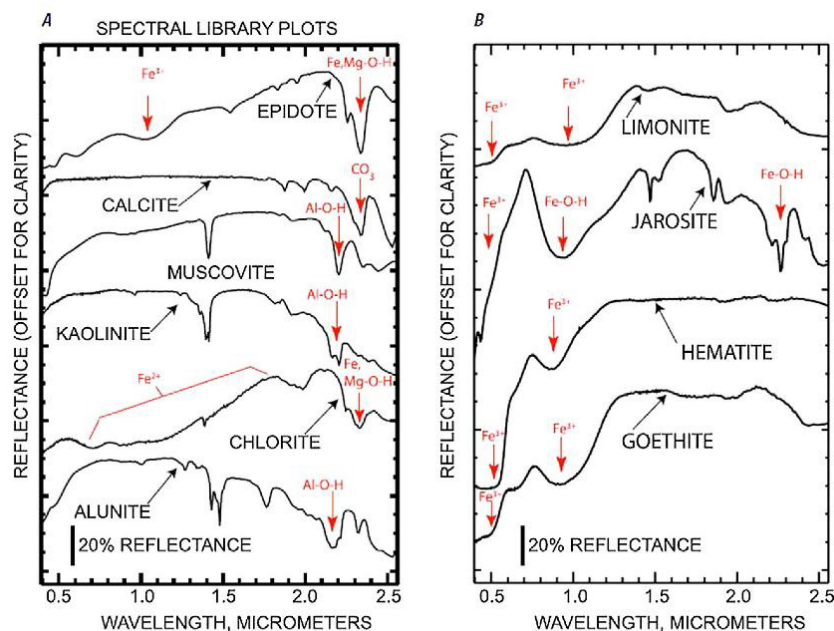 A
SPECTRAL LIBRARY PLOTS
REFLECTANCE (OFFSET FOR CLARITY)
Fe,Mg-O-H
EPIDOTE
CO3
CALCITE
Al-O-H
MUSCOVITE
KAOLINITE
Al-O-H
Fe2+
Fe,
Mg-O-H
CHLORITE
ALUNITE
Al-O-H
20% REFLECTANCE
0.5 1.0 1.5 2.0 2.5
WAVELENGTH, MICROMETERS
B
REFLECTANCE (OFFSET FOR CLARITY)
Fe3+
LIMONITE
Fe3+
Fe-O-H
JAROSITE
Fe-O-H
Fe3+
HEMATITE
Fe3+
Fe3+
GOETHITE
Fe3+
20% REFLECTANCE
0.5 1.0 1.5 2.0 2.5
WAVELENGTH, MICROMETERS